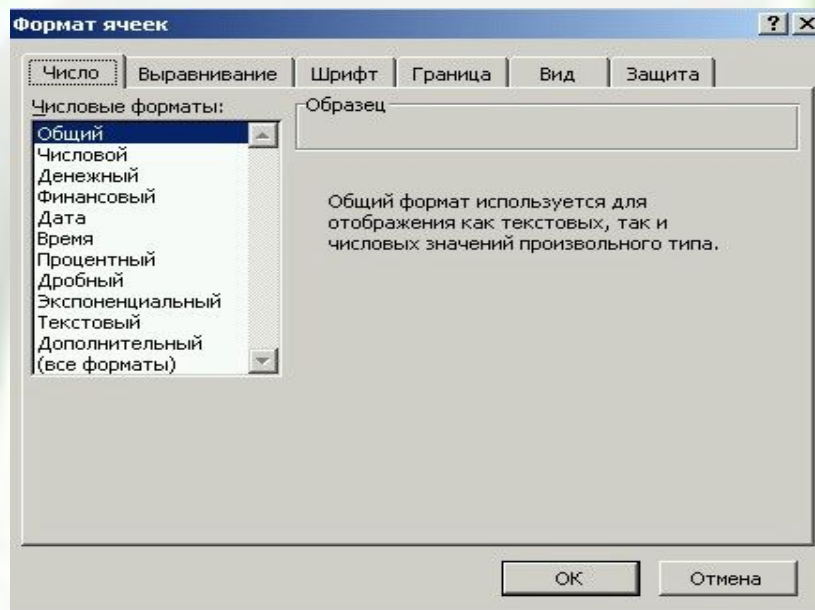 Формат ячеек
Число Выравнивание Шрифт Граница Вид Защита
Числовые форматы:
Общий
Числовой
Денежный
Финансовый
Дата
Время
Процентный
Дробный
Экспоненциальный
Текстовый
Дополнительный
(все форматы)
Образец
Общий формат используется для
отображения как текстовых, так и
числовых значений произвольного типа.
ОК Отмена